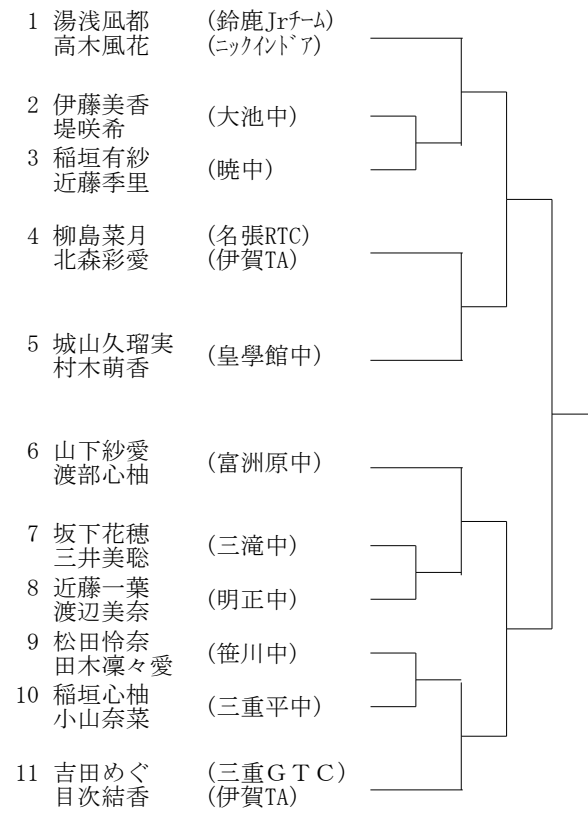 1 湯浅凪都 (鈴鹿Jrﾁｰﾑ)
高木風花 (ﾆｯｸｲﾝﾄﾞｱ)
2 伊藤美香
堤咲希 (大池中)
3 稲垣有紗
近藤季里 (暁中)
4 柳島菜月 (名張RTC)
北森彩愛 (伊賀TA)
5 城山久瑠実
村木萌香 (皇學館中)
6 山下紗愛
渡部心柚 (富洲原中)
7 坂下花穂
三井美聡 (三滝中)
8 近藤一葉
渡辺美奈 (明正中)
9 松田怜奈
田木凜々愛 (笹川中)
10 稲垣心柚
小山奈菜 (三重平中)
11 吉田めぐ (三重ＧＴＣ)
目次結香 (伊賀TA)